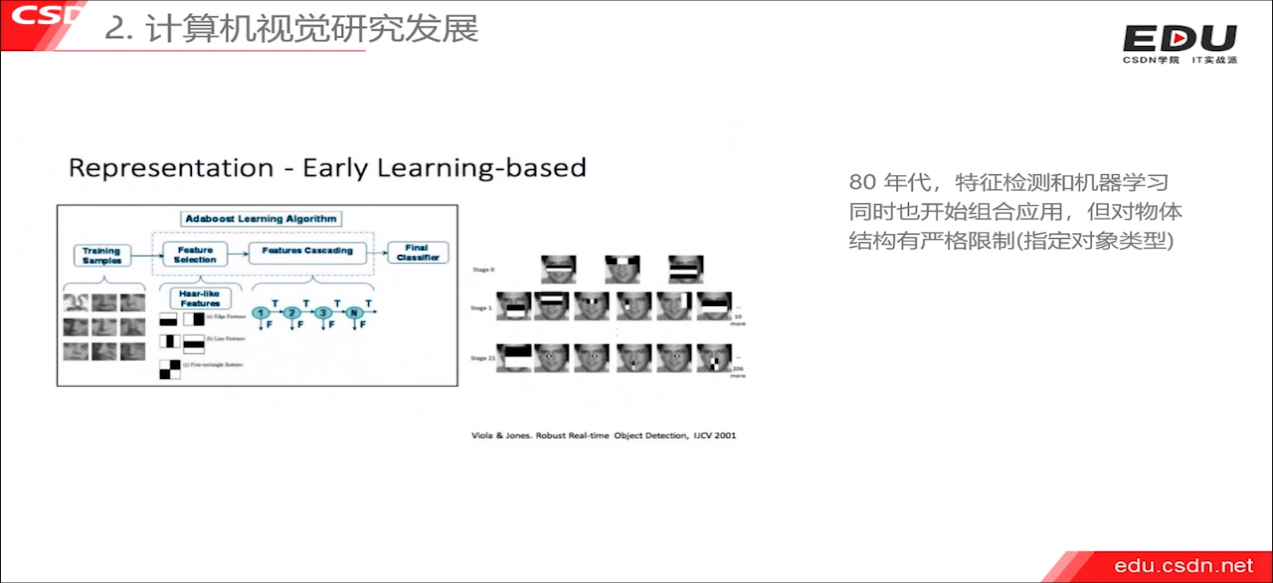 CSD
2. 计算机视觉研究发展
EDU
CSDN学院 IT实战派
Representation - Early Learning-based
80 年代，特征检测和机器学习
同时也开始组合应用，但对物体
结构有严格限制(指定对象类型)
Adaboost Learning Algorithm
Training
Samples
Feature
Selection
Features Cascading
Final
Classifier
Haar-like
Features
(a) Edge Features
(b) Line Features
(c) Four-rectangle features
T T T T
1 2 3 N
F F F F
Stage 0
Stage 1
10
more
Stage 21
206
more
Viola & Jones. Robust Real-time Object Detection, IJCV 2001
edu.csdn.net